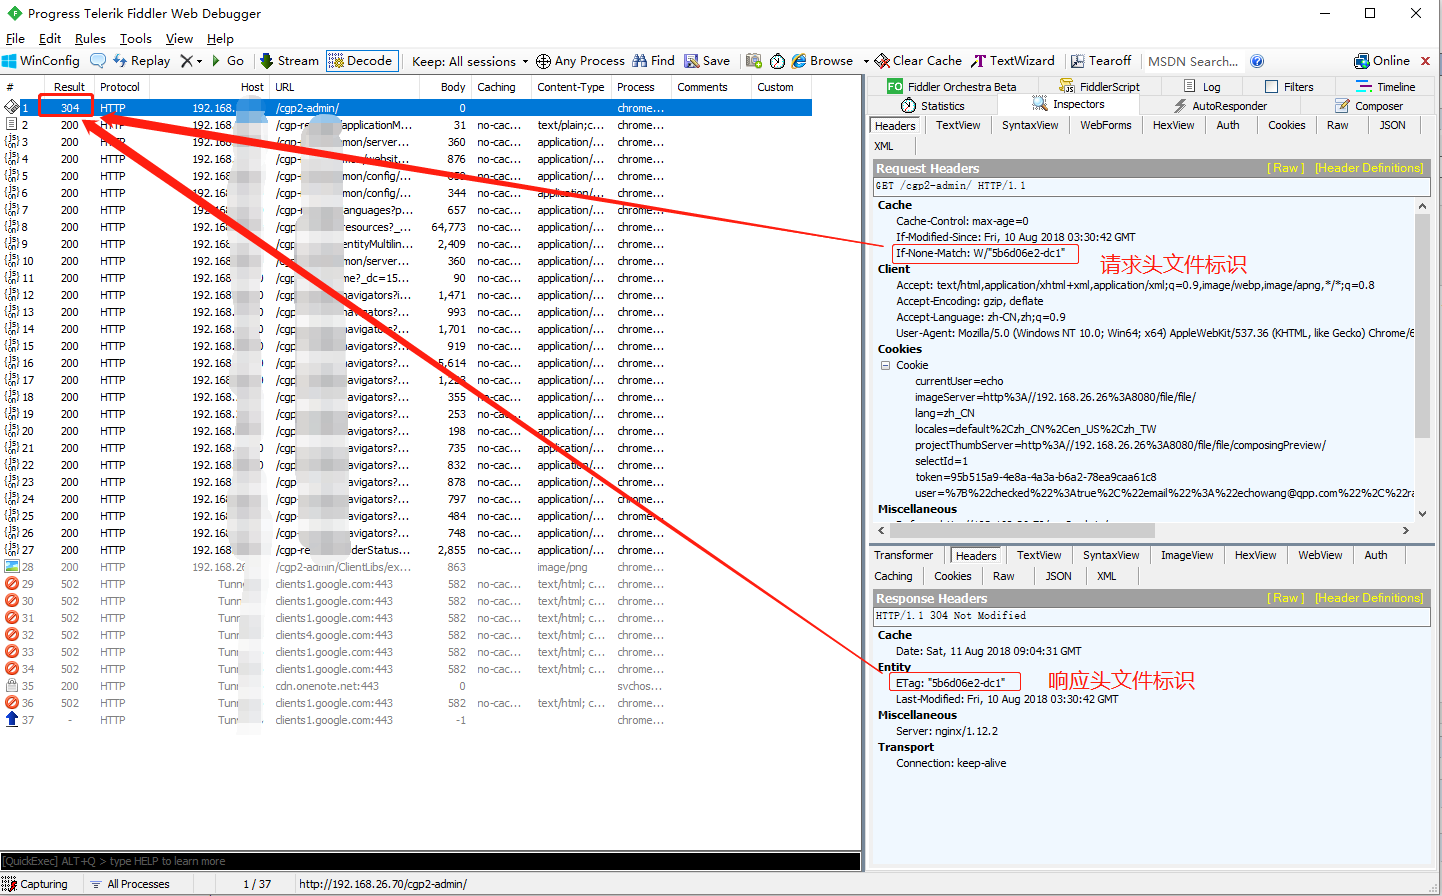 Progress Telerik Fiddler Web Debugger
File Edit Rules Tools View Help
WinConfig Replay Go Stream Decode Keep: All sessions Any Process Find Save Browse Clear Cache TextWizard Tearoff MSDN Search... Online
# Result Protocol Host URL Body Caching Content-Type Process Comments Custom
1 304 HTTP 192.168. /cgp2-admin/ 0 chrome...
2 200 HTTP 192.168. /cgp-re applicationM... 31 no-cac... text/plain;c... chrome...
3 200 HTTP 192.168. /cgp mon/server... 360 no-cac... application/... chrome...
4 200 HTTP 192.168. /cgp mon/websit... 876 no-cac... application/... chrome...
5 200 HTTP 192.168. /cgp mon/config/... no-cac... application/... chrome...
6 200 HTTP 192.168. /cgp mon/config/... 344 no-cac... application/... chrome...
7 200 HTTP 192.168. /cgp- anguages?p... 657 no-cac... application/... chrome...
8 200 HTTP 192.168. /cgp resources?_... 64,773 no-cac... application/... chrome...
9 200 HTTP 192.168. /cgp entityMultilin... 2,409 no-cac... application/... chrome...
10 200 HTTP 192.168. /cgp mon/server... 360 no-cac... application/... chrome...
11 200 HTTP 192.168. /cgp me?_dc=15... 90 no-cac... application/... chrome...
12 200 HTTP 192.168. /cgp navigators?i... 1,471 no-cac... application/... chrome...
13 200 HTTP 192.168. /cgp navigators?... 993 no-cac... application/... chrome...
14 200 HTTP 192.168. /cgp navigators?... 1,701 no-cac... application/... chrome...
15 200 HTTP 192.168. /cgp avigators?... 919 no-cac... application/... chrome...
16 200 HTTP 192.168. /cgp avigators?... 5,614 no-cac... application/... chrome...
17 200 HTTP 192.168. /cgp avigators?... no-cac... application/... chrome...
18 200 HTTP 192.168. /cgp avigators?... 355 no-cac... application/... chrome...
19 200 HTTP 192.168. /cgp avigators?... 253 no-cac... application/... chrome...
20 200 HTTP 192.168. /cgp avigators?... 198 no-cac... application/... chrome...
21 200 HTTP 192.168. /cgp avigators?... 735 no-cac... application/... chrome...
22 200 HTTP 192.168. /cgp avigators?... 832 no-cac... application/... chrome...
23 200 HTTP 192.168. /cgp avigators?... 878 no-cac... application/... chrome...
24 200 HTTP 192.168. /cgp avigators?... 797 no-cac... application/... chrome...
25 200 HTTP 192.168. /cgp avigators?... 484 no-cac... application/... chrome...
26 200 HTTP 192.168. /cgp avigators?... 748 no-cac... application/... chrome...
27 200 HTTP 192.168. /cgp-re derStatus... 2,855 no-cac... application/... chrome...
28 200 HTTP 192.168.26 /cgp2-admin/ClientLibs/ex... 863 image/png chrome...
29 502 HTTP Tunn clients1.google.com:443 582 no-cac... text/html; c... chrome...
30 502 HTTP Tunn clients1.google.com:443 582 no-cac... text/html; c... chrome...
31 502 HTTP Tunn clients1.google.com:443 582 no-cac... text/html; c... chrome...
32 502 HTTP Tunn clients4.google.com:443 582 no-cac... text/html; c... chrome...
33 502 HTTP Tunn clients1.google.com:443 582 no-cac... text/html; c... chrome...
34 502 HTTP Tunn clients1.google.com:443 582 no-cac... text/html; c... chrome...
35 200 HTTP Tunn cdn.onenote.net:443 0 svchos...
36 502 HTTP Tunn clients1.google.com:443 582 no-cac... text/html; c... chrome...
37 - HTTP Tunn clients1.google.com:443 -1 chrome...
[QuickExec] ALT+Q > type HELP to learn more
Capturing All Processes 1 / 37 http://192.168.26.70/cgp2-admin/
FO Fiddler Orchestra Beta FiddlerScript Log Filters Timeline
Statistics Inspectors AutoResponder Composer
Headers TextView SyntaxView WebForms HexView Auth Cookies Raw JSON
XML
Request Headers [ Raw ] [Header Definitions]
GET /cgp2-admin/ HTTP/1.1
Cache
Cache-Control: max-age=0
If-Modified-Since: Fri, 10 Aug 2018 03:30:42 GMT
If-None-Match: W/"5b6d06e2-dc1"
请求头文件标识
Client
Accept: text/html,application/xhtml+xml,application/xml;q=0.9,image/webp,image/apng,*/*;q=0.8
Accept-Encoding: gzip, deflate
Accept-Language: zh-CN,zh;q=0.9
User-Agent: Mozilla/5.0 (Windows NT 10.0; Win64; x64) AppleWebKit/537.36 (KHTML, like Gecko) Chrome/6
Cookies
Cookie
currentUser=echo
imageServer=http%3A//192.168.26.26%3A8080/file/file/
lang=zh_CN
locales=default%2Czh_CN%2Cen_US%2Czh_TW
projectThumbServer=http%3A//192.168.26.26%3A8080/file/file/composingPreview/
selectId=1
token=95b515a9-4e8a-4a3a-b6a2-78ea9caa61c8
user=%7B%22checked%22%3Atrue%2C%22email%22%3A%22echowang@qpp.com%22%2C%22ra
Miscellaneous
Transformer Headers TextView SyntaxView ImageView HexView WebView Auth
Caching Cookies Raw JSON XML
Response Headers [ Raw ] [Header Definitions]
HTTP/1.1 304 Not Modified
Cache
Date: Sat, 11 Aug 2018 09:04:31 GMT
Entity
ETag: "5b6d06e2-dc1"
响应头文件标识
Last-Modified: Fri, 10 Aug 2018 03:30:42 GMT
Miscellaneous
Server: nginx/1.12.2
Transport
Connection: keep-alive